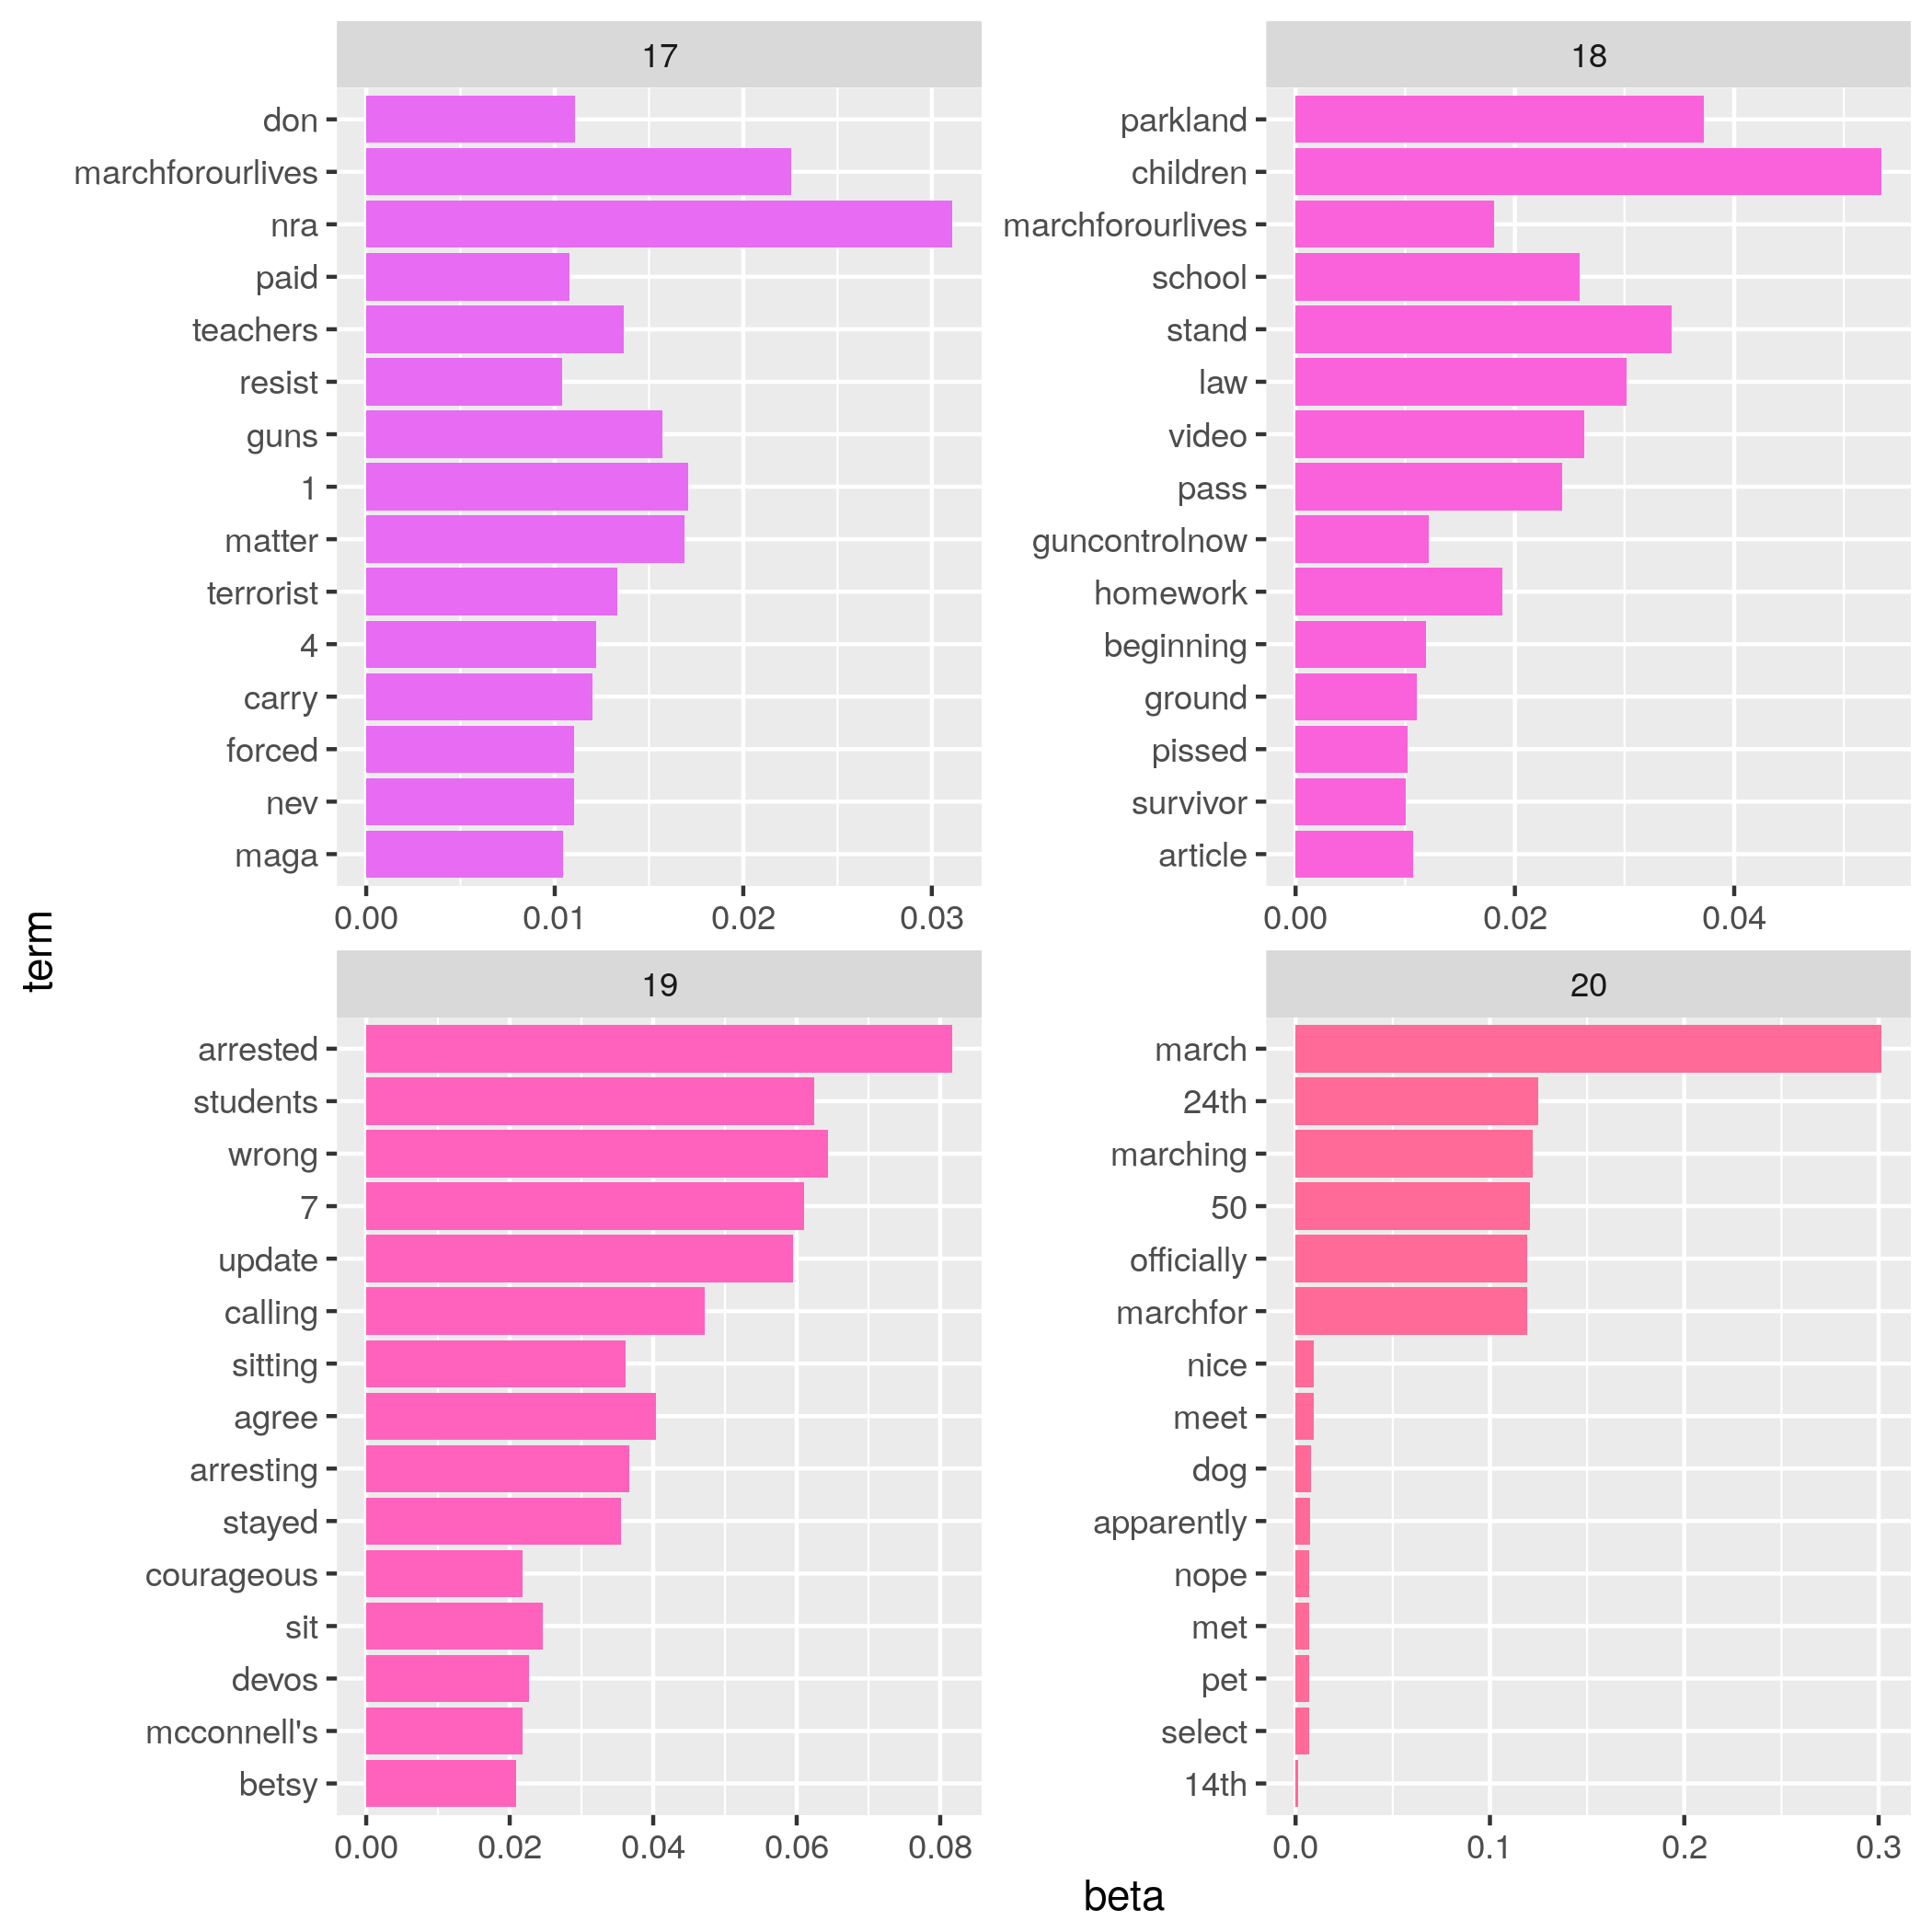 17
don
marchforourlives
nra
paid
teachers
resist
guns
1
matter
terrorist
4
carry
forced
nev
maga
0.00 0.01 0.02 0.03
18
parkland
children
marchforourlives
school
stand
law
video
pass
guncontrolnow
homework
beginning
ground
pissed
survivor
article
0.00 0.02 0.04
term
19
arrested
students
wrong
7
update
calling
sitting
agree
arresting
stayed
courageous
sit
devos
mcconnell's
betsy
0.00 0.02 0.04 0.06 0.08
20
march
24th
marching
50
officially
marchfor
nice
meet
dog
apparently
nope
met
pet
select
14th
0.0 0.1 0.2 0.3
beta